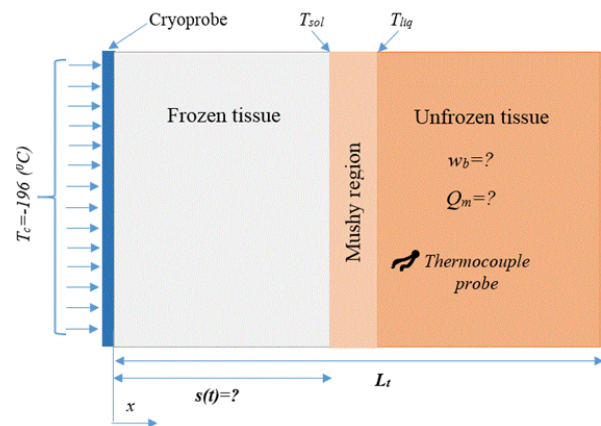 Cryoprobe
T_sol
T_liq
Frozen tissue
Unfrozen tissue
Mushy region
w_b=?
Q_m=?
Thermocouple
probe
T_c=-196 (⁰C)
L_t
s(t)=?
x